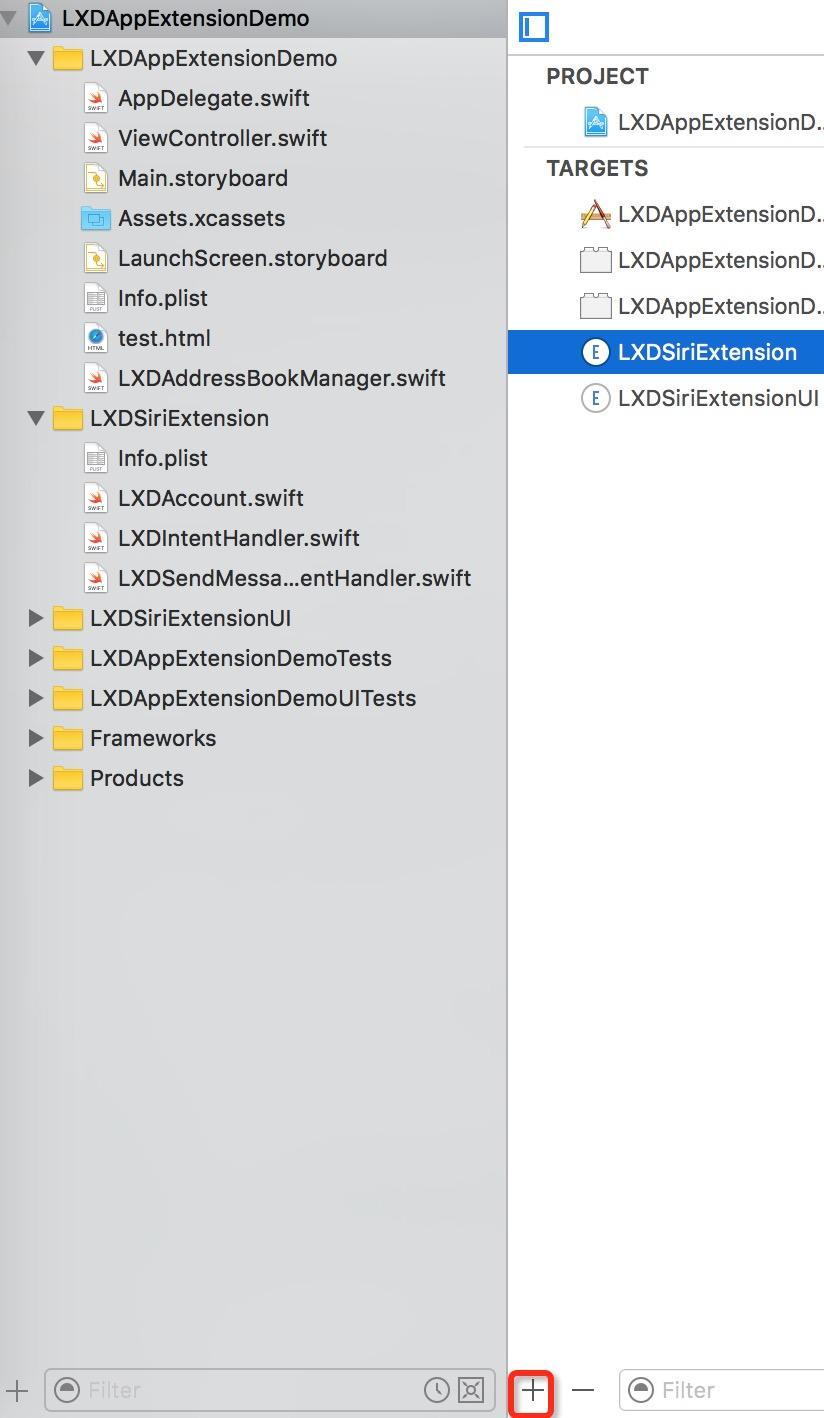 LXDAppExtensionDemo
LXDAppExtensionDemo
AppDelegate.swift
ViewController.swift
Main.storyboard
Assets.xcassets
LaunchScreen.storyboard
Info.plist
test.html
LXDAddressBookManager.swift
LXDSiriExtension
Info.plist
LXDAccount.swift
LXDIntentHandler.swift
LXDSendMessa...entHandler.swift
LXDSiriExtensionUI
LXDAppExtensionDemoTests
LXDAppExtensionDemoUITests
Frameworks
Products
Filter
PROJECT
LXDAppExtensionD..
TARGETS
LXDAppExtensionD..
LXDAppExtensionD..
LXDAppExtensionD..
E LXDSiriExtension
E LXDSiriExtensionUI
Filter